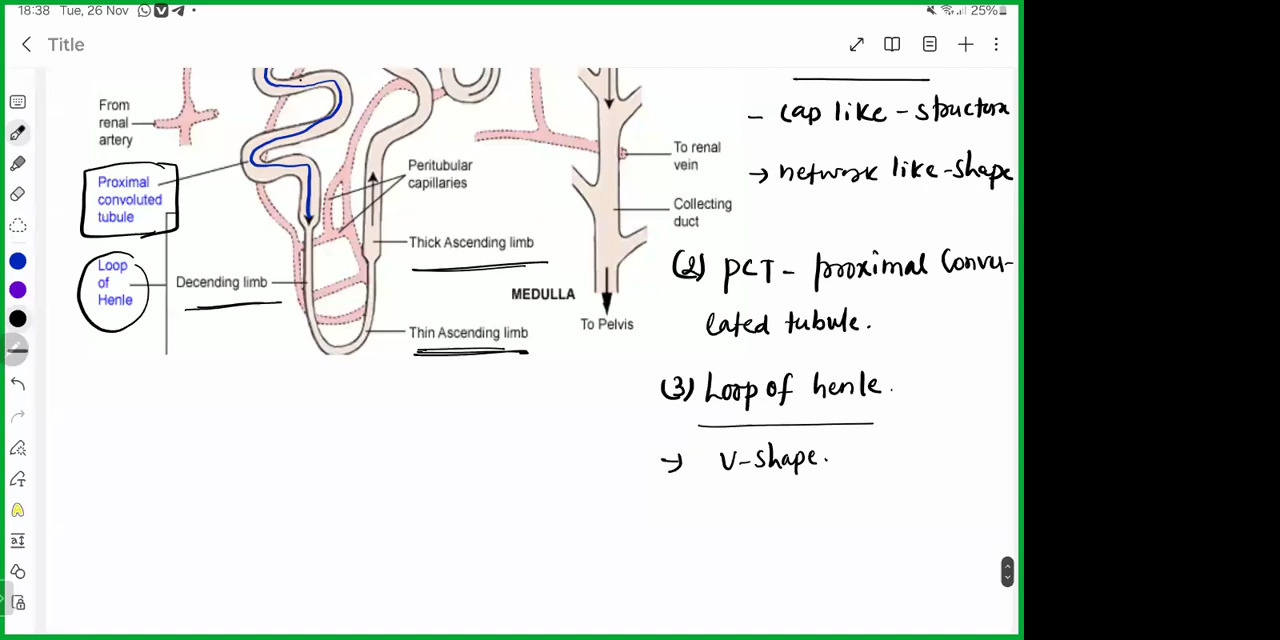 18:38 Tue, 26 Nov
25%
Title
From
renal
artery
Proximal
convoluted
tubule
Loop
of
Henle
Decending limb
Peritubular
capillaries
Thick Ascending limb
MEDULLA
Thin Ascending limb
To renal
vein
Collecting
duct
To Pelvis
- cap like - structura
→ network like-shape
(2) PCT - proximal Convu-
lated tubule.
(3) Loop of henle.
→ V-shape.